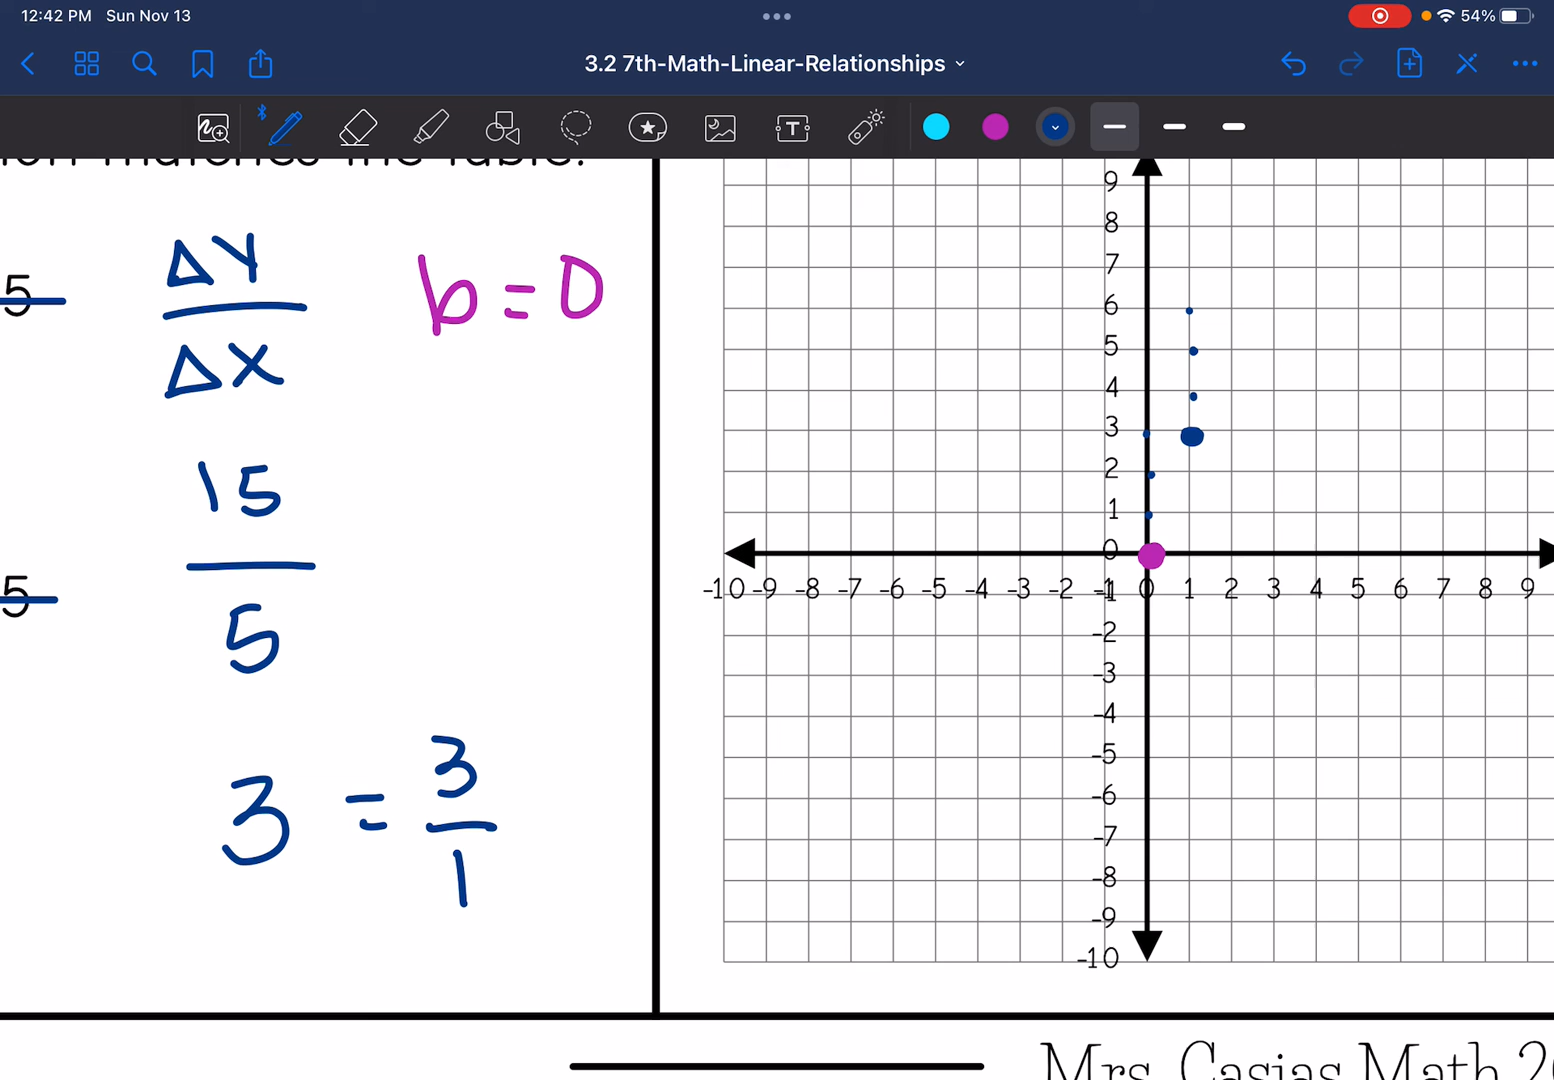 12:42 PM Sun Nov 13
54%
3.2 7th-Math-Linear-Relationships
T
matches the table.
5
ΔY
ΔX
b = 0
15
5
5
3 = 3
1
9
8
7
6
5
4
3
2
1
0
-10 -9 -8 -7 -6 -5 -4 -3 -2 -1 0 1 2 3 4 5 6 7 8 9
-1
-2
-3
-4
-5
-6
-7
-8
-9
-10
Mrs. Casias Math